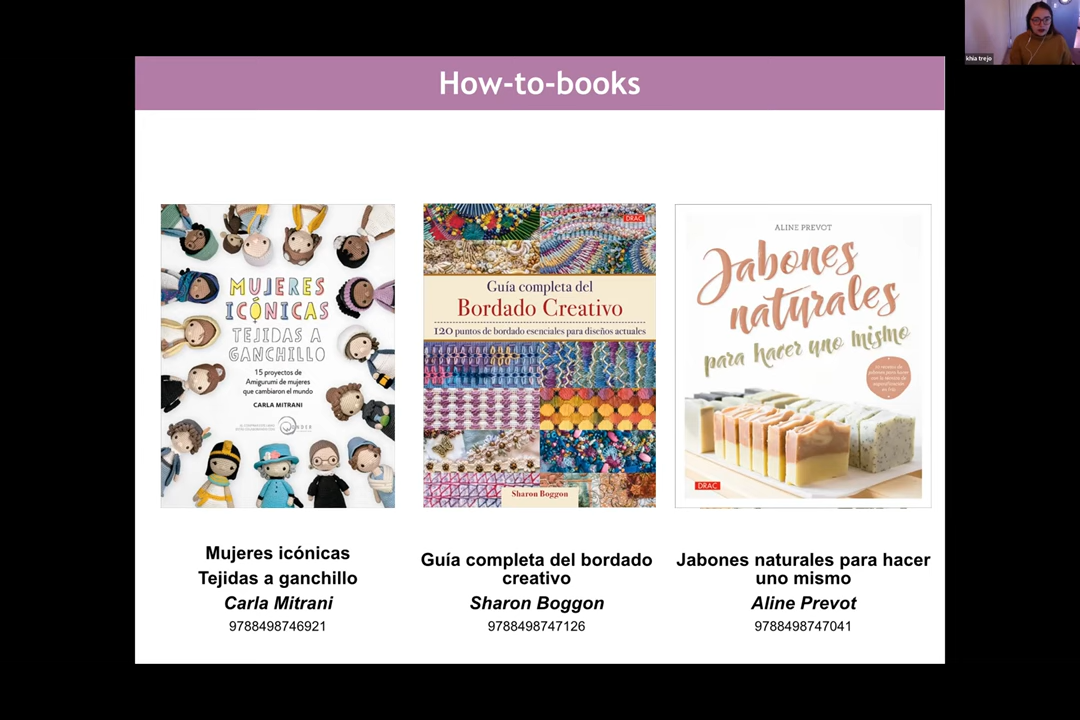 khia trejo
How-to-books
MUJERES
ICÓNICAS
TEJIDAS A
GANCHILLO
15 proyectos de
Amigurumi de mujeres
que cambiaron el mundo
CARLA MITRANI
DRAC
Guía completa del
Bordado Creativo
120 puntos de bordado esenciales para diseños actuales
Sharon Boggon
ALINE PREVOT
Jabones
naturales
para hacer uno mismo
DRAC
Mujeres icónicas
Tejidas a ganchillo
Carla Mitrani
9788498746921
Guía completa del bordado
creativo
Sharon Boggon
9788498747126
Jabones naturales para hacer
uno mismo
Aline Prevot
9788498747041